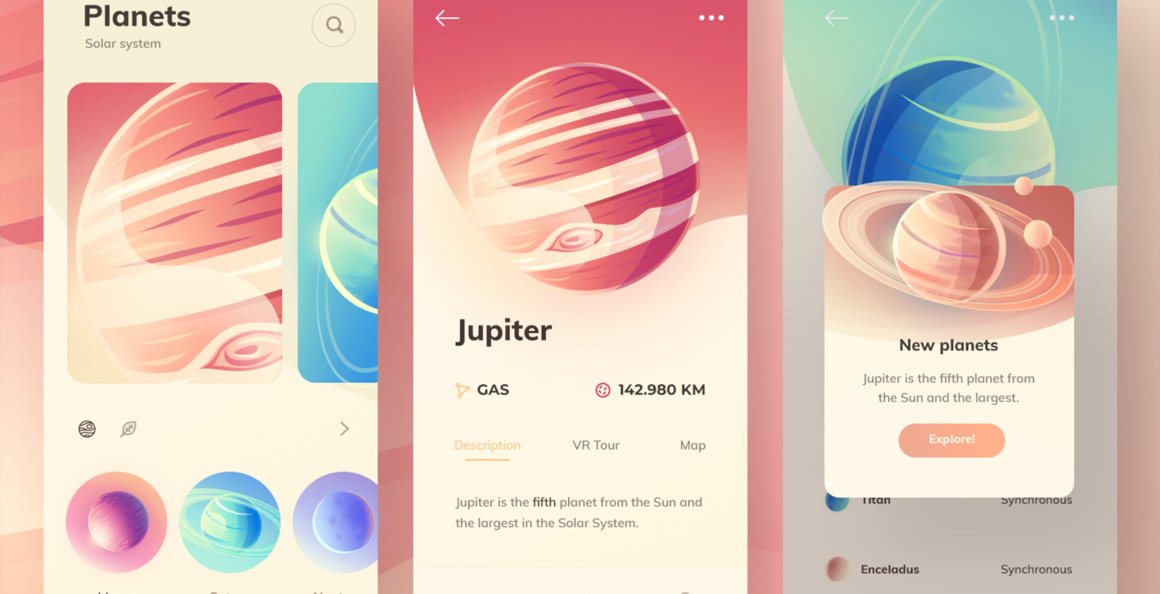 Planets
Solar system
Jupiter
GAS
142.980 KM
Description
VR Tour
Map
Jupiter is the fifth planet from the Sun and
the largest in the Solar System.
New planets
Jupiter is the fifth planet from
the Sun and the largest.
Explore!
Titan
Synchronous
Enceladus
Synchronous